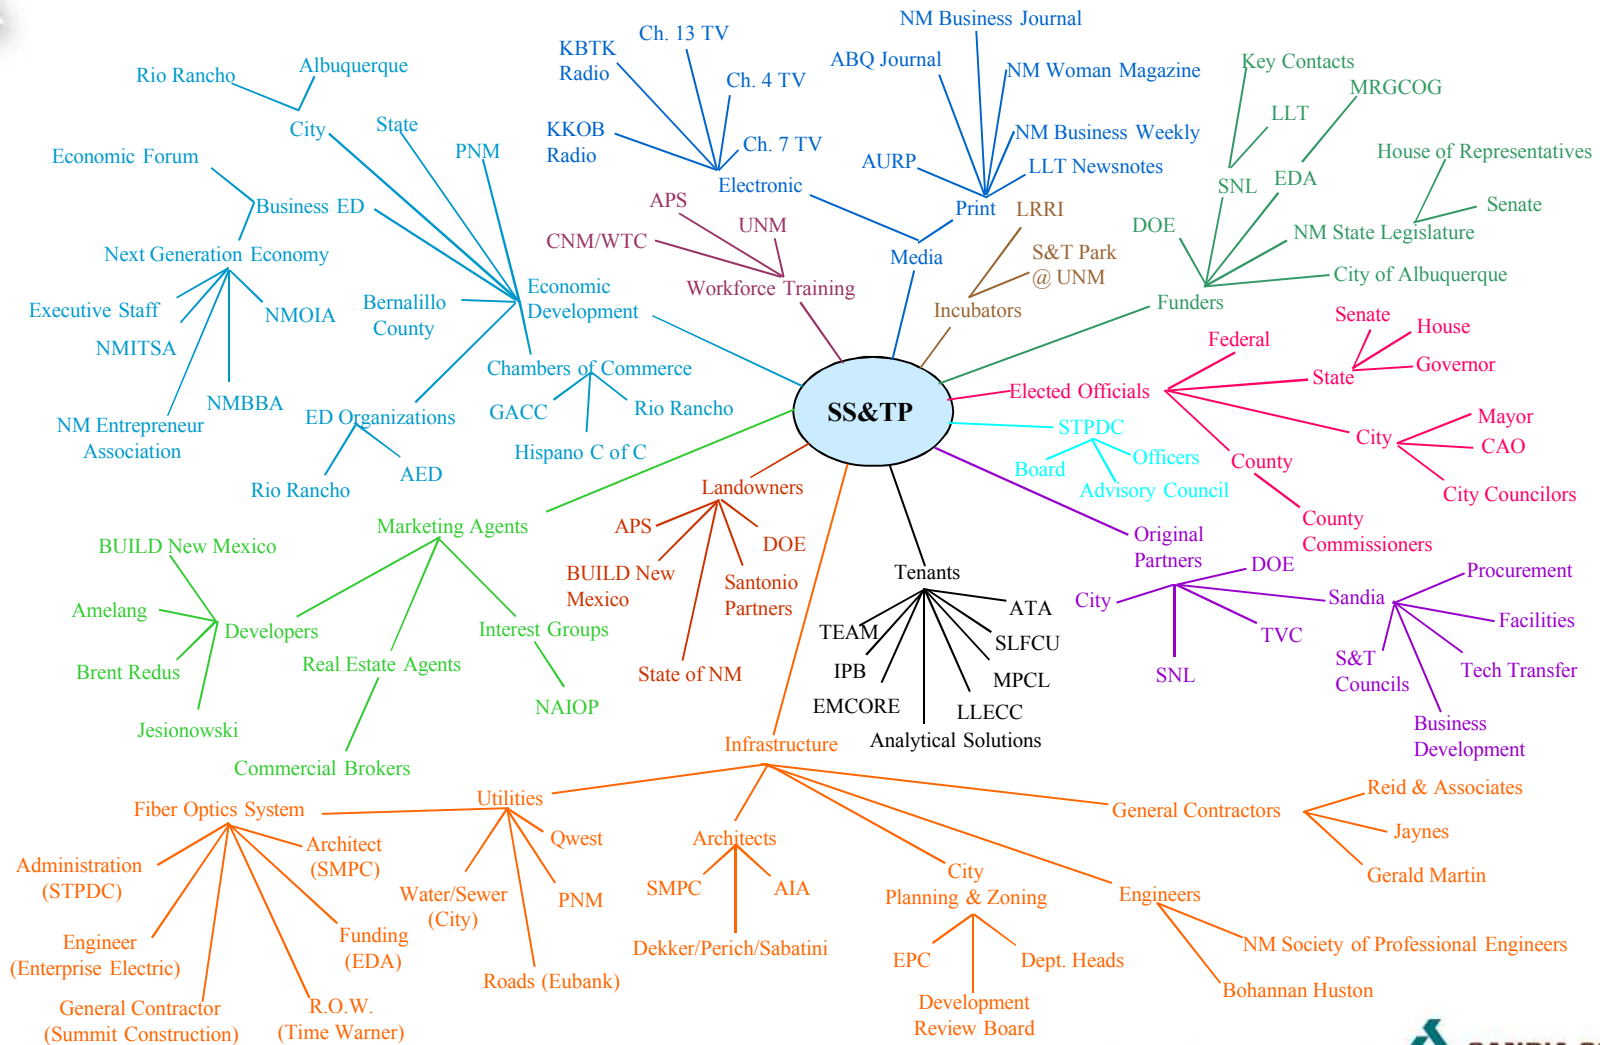 NM Business Journal
Ch. 13 TV
KBTK
Radio
ABQ Journal
Key Contacts
Albuquerque
Rio Rancho
NM Woman Magazine
Ch. 4 TV
MRGCOG
LLT
City
State
KKOB
Radio
NM Business Weekly
Ch. 7 TV
PNM
Economic Forum
House of Representatives
AURP
LLT Newsnotes
Electronic
SNL
EDA
APS
Business ED
Print
LRRI
Senate
UNM
DOE
NM State Legislature
CNM/WTC
Next Generation Economy
Media
S&T Park
@ UNM
City of Albuquerque
Workforce Training
Economic
Development
Bernalillo
County
Incubators
Funders
Executive Staff
NMOIA
Senate
House
Federal
NMITSA
Governor
Chambers of Commerce
State
Elected Officials
NMBBA
ED Organizations
GACC
Rio Rancho
SS&TP
Mayor
NM Entrepreneur
Association
STPDC
City
CAO
Hispano C of C
Officers
Board
County
AED
Rio Rancho
Landowners
Advisory Council
City Councilors
Marketing Agents
APS
County
Commissioners
Original
Partners
BUILD New Mexico
DOE
DOE
BUILD New
Mexico
Santonio
Partners
Tenants
Procurement
City
Sandia
Amelang
ATA
Developers
Interest Groups
TEAM
SLFCU
TVC
Facilities
Brent Redus
Real Estate Agents
State of NM
IPB
MPCL
SNL
S&T
Councils
Tech Transfer
NAIOP
EMCORE
LLECC
Jesionowski
Analytical Solutions
Business
Development
Infrastructure
Commercial Brokers
Reid & Associates
Utilities
Fiber Optics System
General Contractors
Qwest
Architects
Jaynes
Architect
(SMPC)
Administration
(STPDC)
City
Planning & Zoning
Gerald Martin
SMPC
AIA
Water/Sewer
(City)
PNM
Engineers
Funding
(EDA)
Engineer
(Enterprise Electric)
Dekker/Perich/Sabatini
NM Society of Professional Engineers
EPC
Dept. Heads
Roads (Eubank)
Bohannan Huston
General Contractor
(Summit Construction)
R.O.W.
(Time Warner)
Development
Review Board
SANDIA